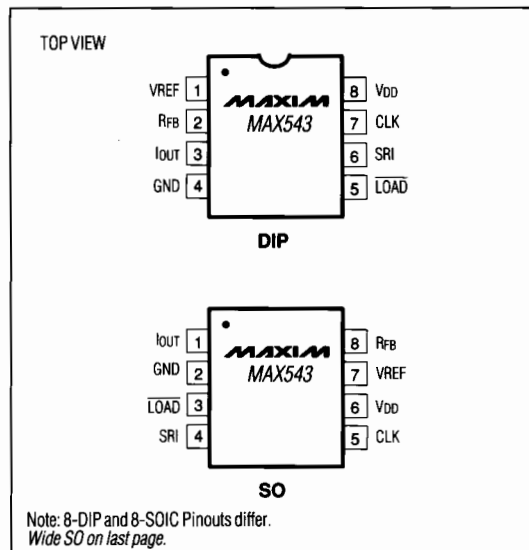 TOP VIEW
VREF 1 8 VDD
MAXIM
RFB 2 7 CLK
MAX543
IOUT 3 6 SRI
GND 4 5 LOAD
DIP
IOUT 1 8 RFB
MAXIM
GND 2 7 VREF
MAX543
LOAD 3 6 VDD
SRI 4 5 CLK
SO
Note: 8-DIP and 8-SOIC Pinouts differ.
Wide SO on last page.